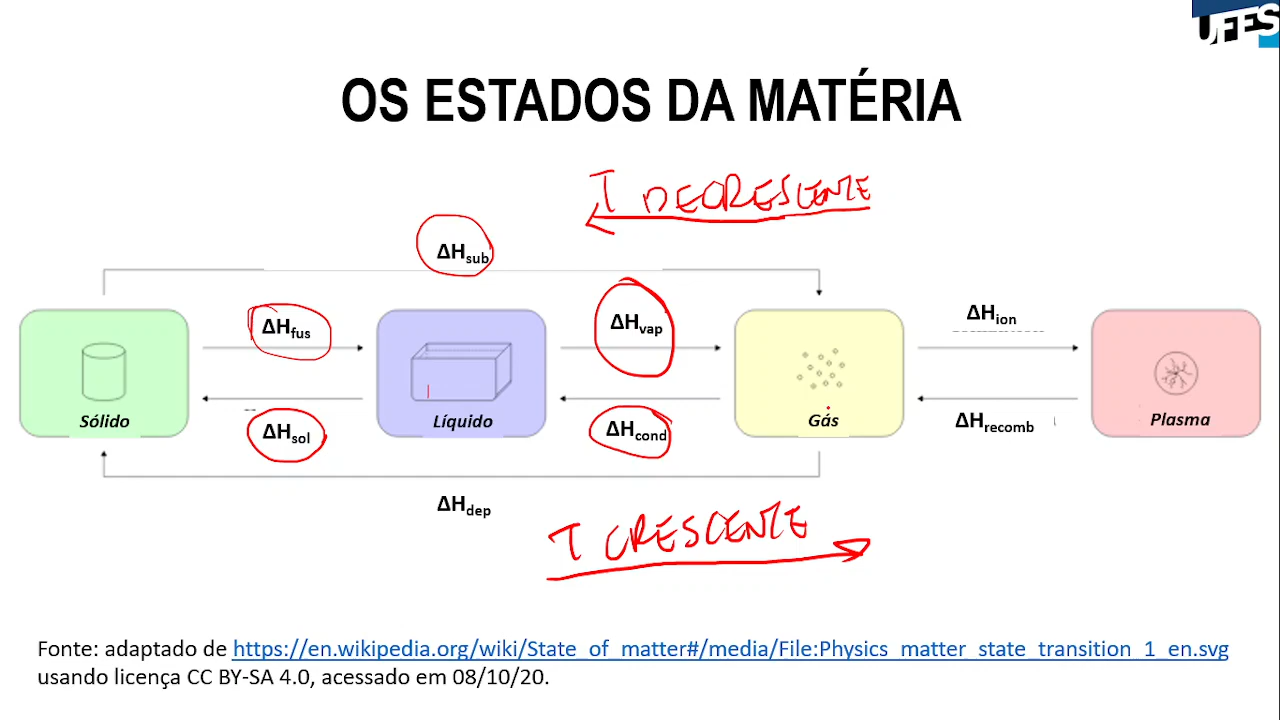 UFES
OS ESTADOS DA MATÉRIA
T DECRESCENTE
ΔHsub
ΔHfus
ΔHvap
ΔHion
Sólido
Líquido
Gás
Plasma
ΔHsol
ΔHcond
ΔHrecomb
ΔHdep
T CRESCENTE
Fonte: adaptado de https://en.wikipedia.org/wiki/State_of_matter#/media/File:Physics_matter_state_transition_1_en.svg
usando licença CC BY-SA 4.0, acessado em 08/10/20.